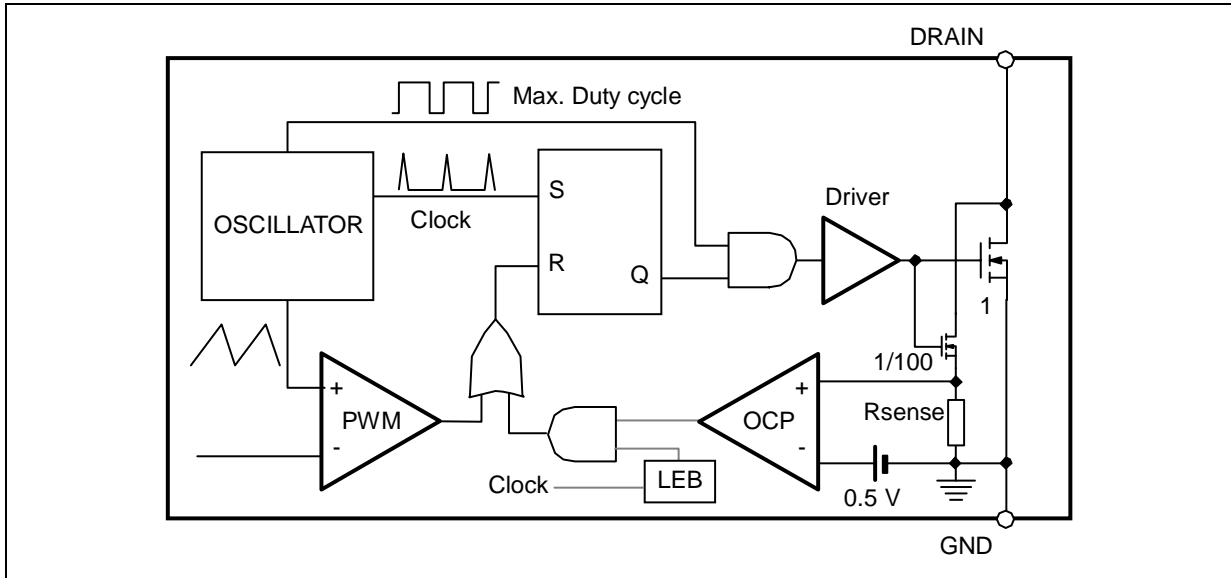 DRAIN
Max. Duty cycle
OSCILLATOR
Clock
S
R
Q
Driver
1
1/100
+
PWM
-
+
OCP
-
Rsense
Clock
LEB
0.5 V
GND